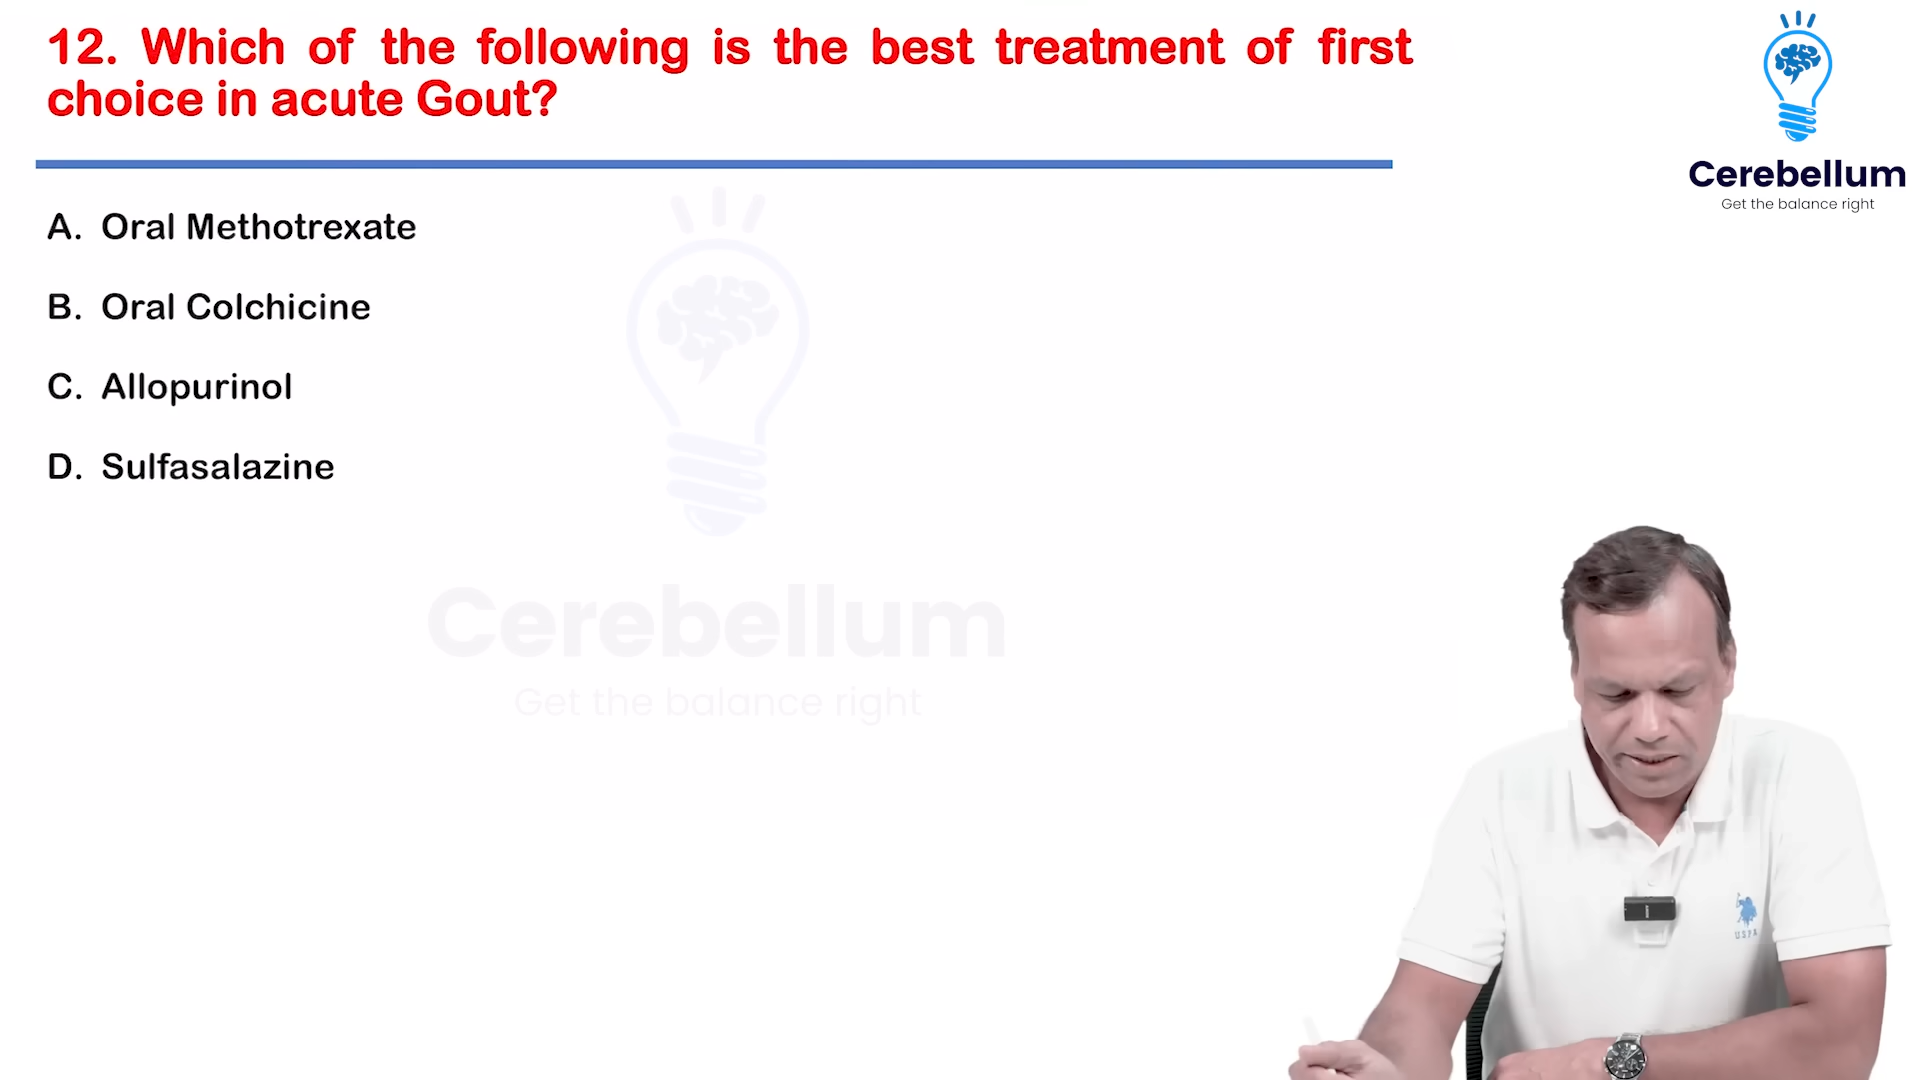 12. Which of the following is the best treatment of first
choice in acute Gout?
A. Oral Methotrexate
B. Oral Colchicine
C. Allopurinol
D. Sulfasalazine
Cerebellum
Get the balance right
Cerebellum
Get the balance right
U.S.P.A.